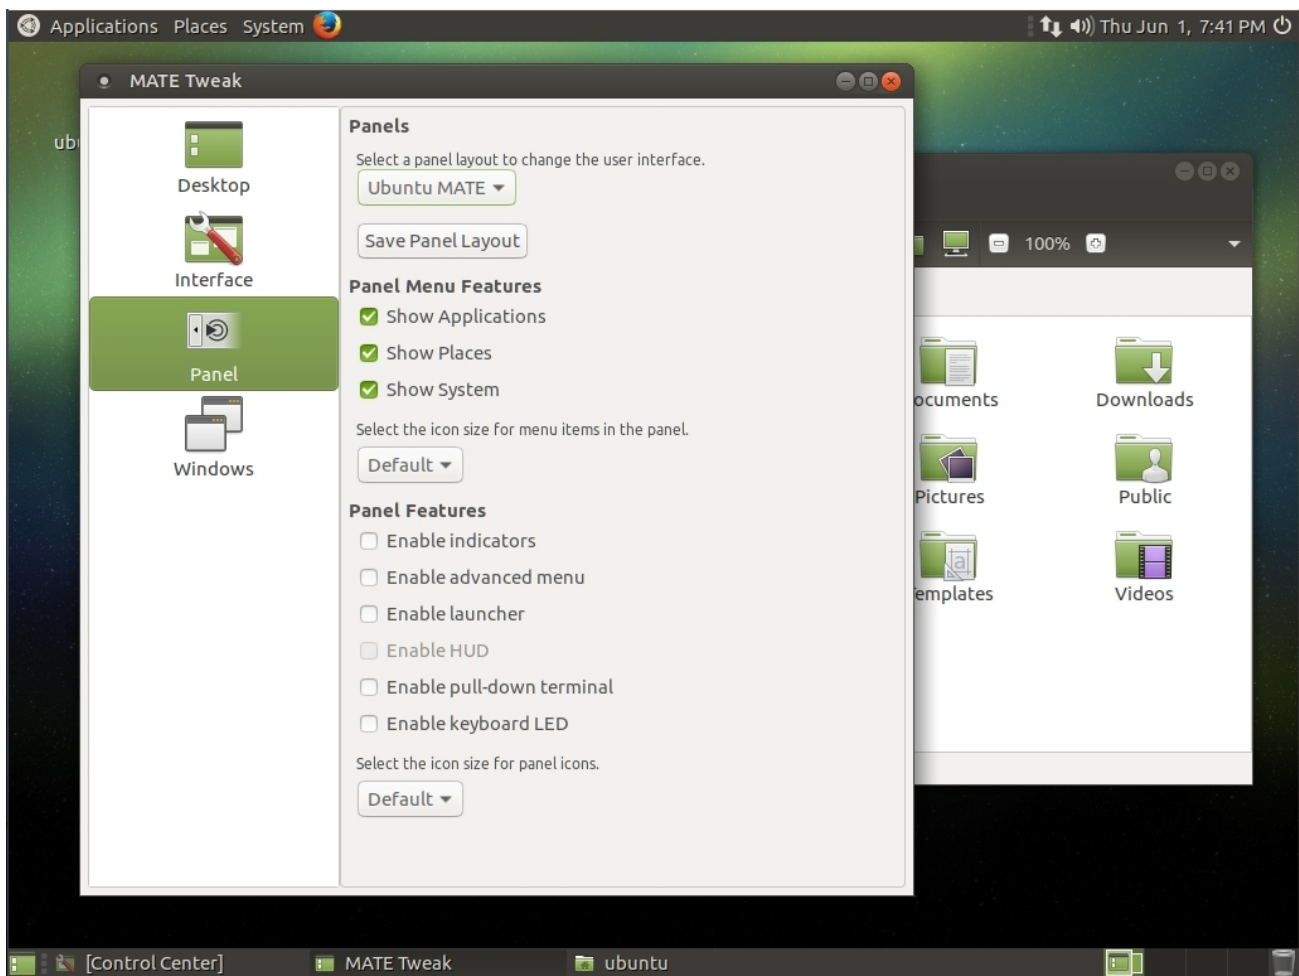 Applications Places System
Thu Jun 1, 7:41 PM
MATE Tweak
ubu
Desktop
Interface
Panel
Windows
Panels
Select a panel layout to change the user interface.
Ubuntu MATE
Save Panel Layout
Panel Menu Features
Show Applications
Show Places
Show System
Select the icon size for menu items in the panel.
Default
Panel Features
Enable indicators
Enable advanced menu
Enable launcher
Enable HUD
Enable pull-down terminal
Enable keyboard LED
Select the icon size for panel icons.
Default
100%
ocuments
Downloads
Pictures
Public
emplates
Videos
[Control Center]
MATE Tweak
ubuntu